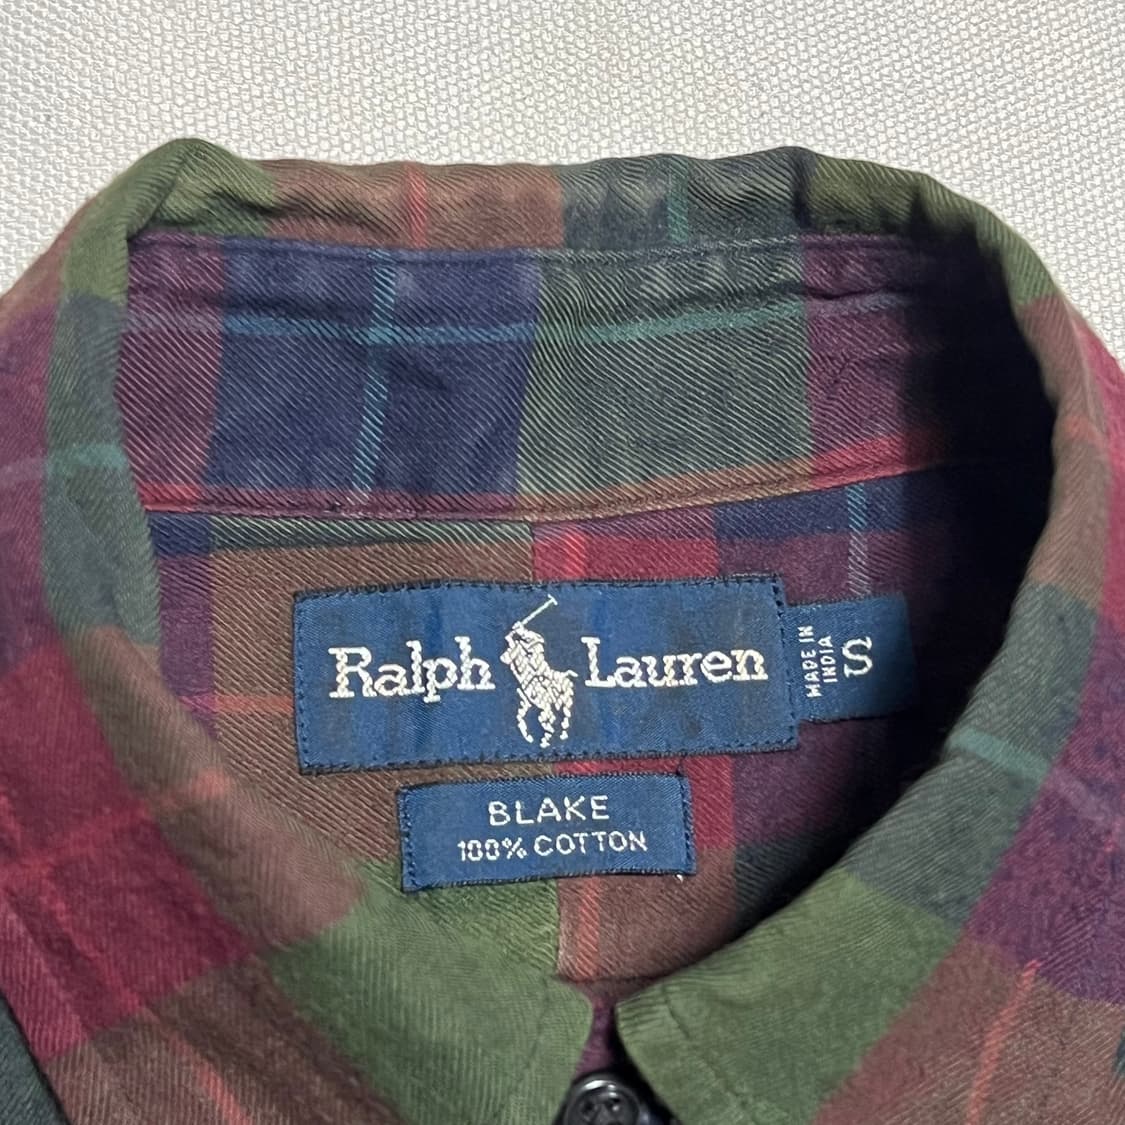 Ralph Lauren
MADE IN
INDIA
S
BLAKE
100% COTTON